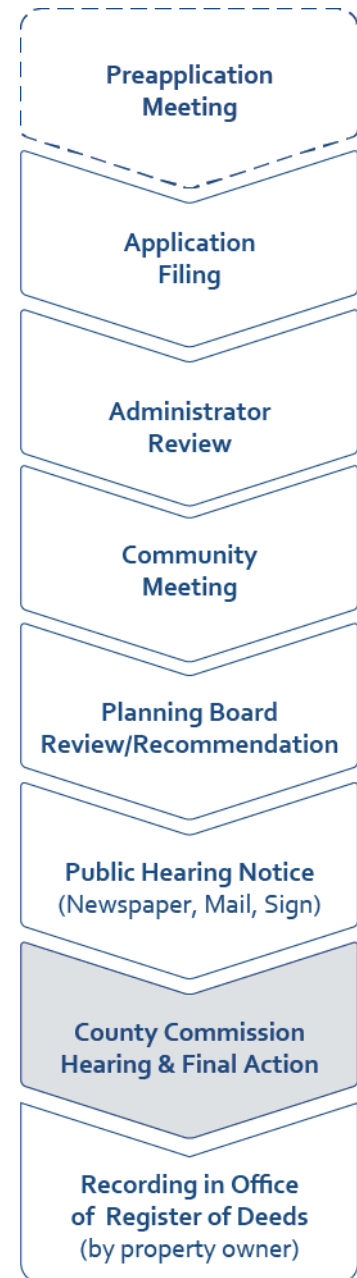 Preapplication
Meeting
Application
Filing
Administrator
Review
Community
Meeting
Planning Board
Review/Recommendation
Public Hearing Notice
(Newspaper, Mail, Sign)
County Commission
Hearing & Final Action
Recording in Office
of Register of Deeds
(by property owner)